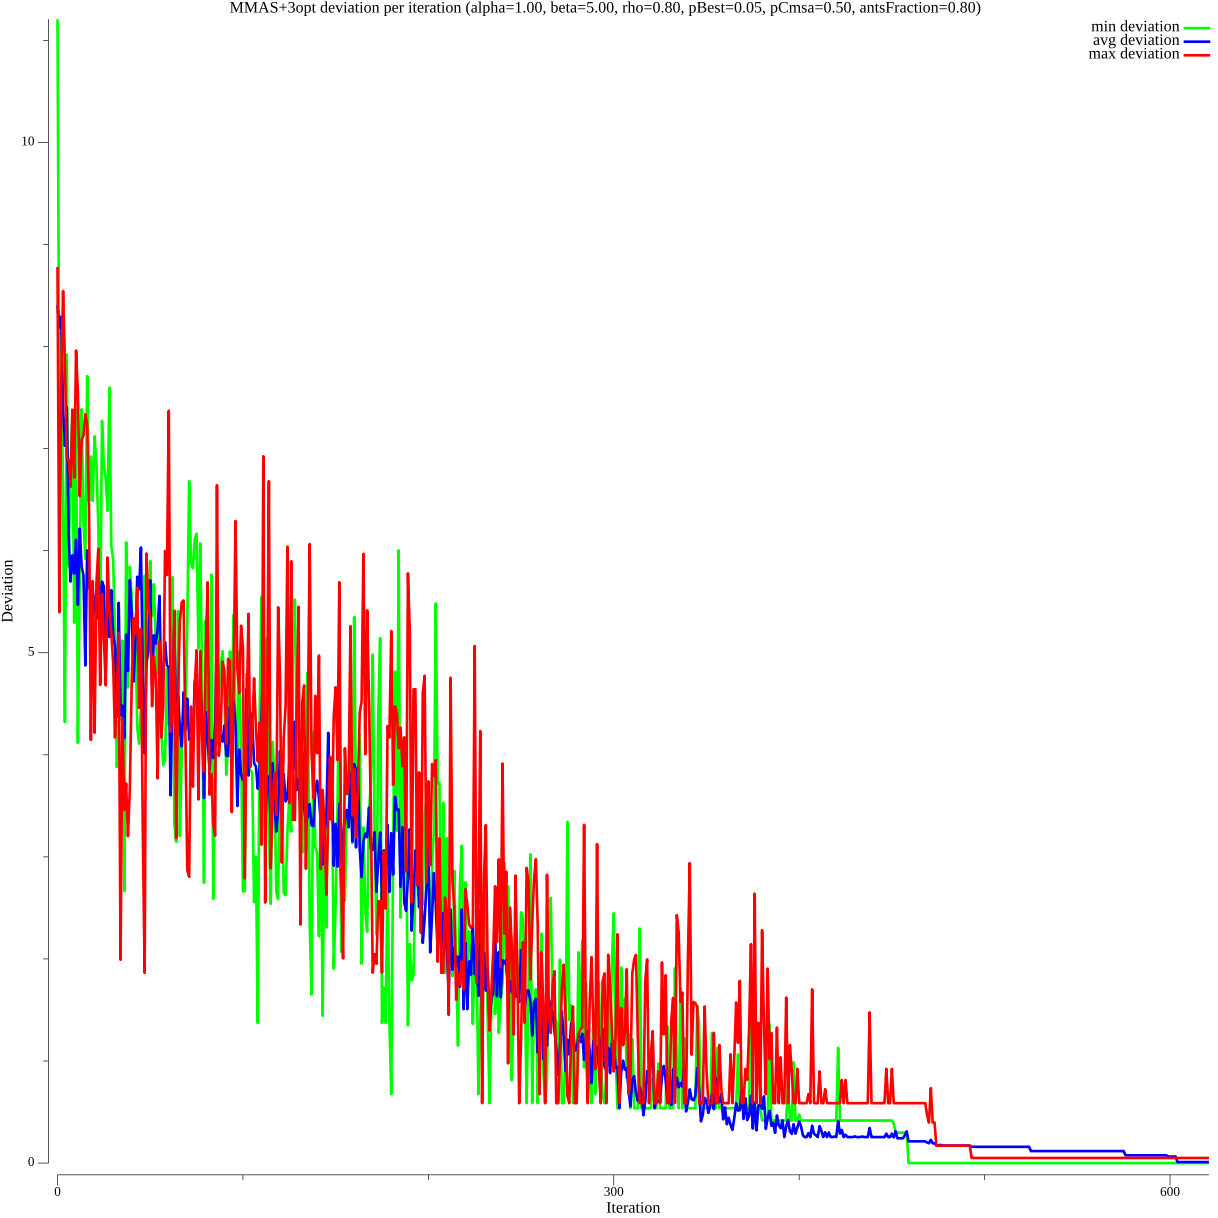 MMAS+3opt deviation per iteration (alpha=1.00, beta=5.00, rho=0.80, pBest=0.05, pCmsa=0.50, antsFraction=0.80)
min deviation
avg deviation
max deviation
10
5
0
Deviation
0
300
600
Iteration